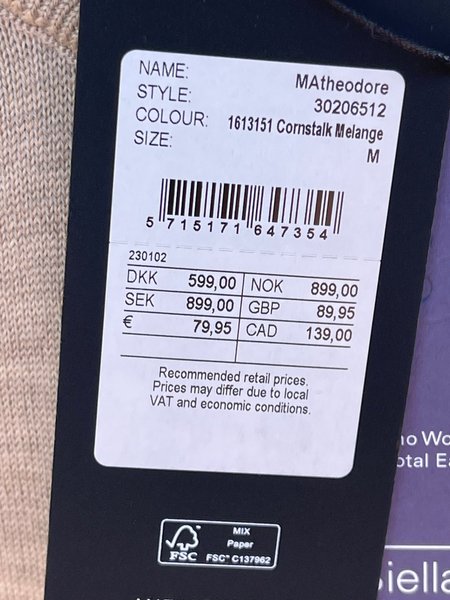 NAME: MAtheodore
STYLE: 30206512
COLOUR: 1613151 Cornstalk Melange
SIZE: M
5 715171 647354
230102
DKK 599,00 NOK 899,00
SEK 899,00 GBP 89,95
€ 79,95 CAD 139,00
Recommended retail prices.
Prices may differ due to local
VAT and economic conditions.
MIX
Paper
FSC FSC® C137962